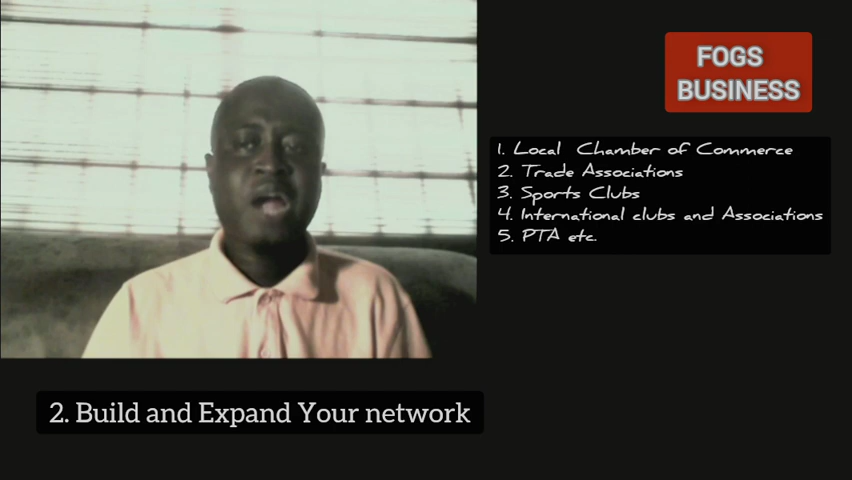 FOGS
BUSINESS
1. Local Chamber of Commerce
2. Trade Associations
3. Sports Clubs
4. International clubs and Associations
5. PTA etc.
2. Build and Expand Your network